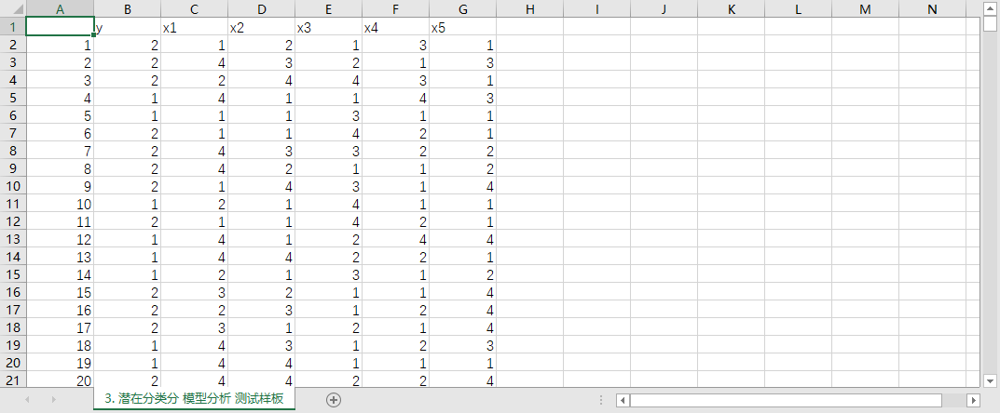 A B C D E F G H I J K L M N
1 y x1 x2 x3 x4 x5
2 1 2 1 2 1 3 1
3 2 2 4 3 2 1 3
4 3 2 2 4 4 3 1
5 4 1 4 1 1 4 3
6 5 1 1 1 3 1 1
7 6 2 1 1 4 2 1
8 7 2 4 3 3 2 2
9 8 2 4 2 1 1 2
10 9 2 1 4 3 1 4
11 10 1 2 1 4 1 1
12 11 2 1 1 4 2 1
13 12 1 4 1 2 4 4
14 13 1 4 4 2 2 1
15 14 1 2 1 3 1 2
16 15 2 3 2 1 1 4
17 16 2 2 3 1 2 4
18 17 2 3 1 2 1 4
19 18 1 4 3 1 2 3
20 19 1 4 4 1 1 1
21 20 2 4 4 2 2 4
3. 潜在分类分 模型分析 测试样板